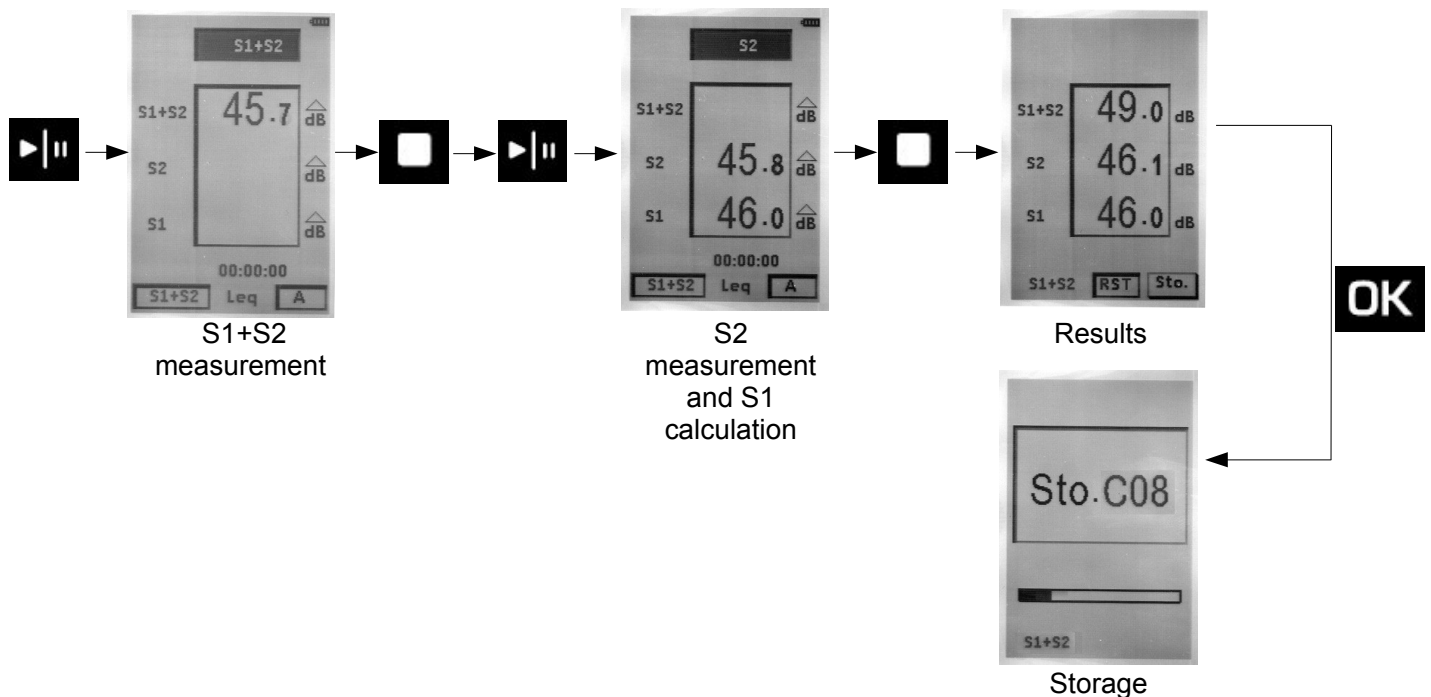 S1+S2
S1+S2 45.7 dB
S2 dB
S1 dB
00:00:00
S1+S2 Leq A
S1+S2
measurement
S2
S1+S2 dB
S2 45.8 dB
S1 46.0 dB
00:00:00
S1+S2 Leq A
S2
measurement
and S1
calculation
S1+S2 49.0 dB
S2 46.1 dB
S1 46.0 dB
S1+S2 RST Sto.
Results
OK
Sto.C08
S1+S2
Storage